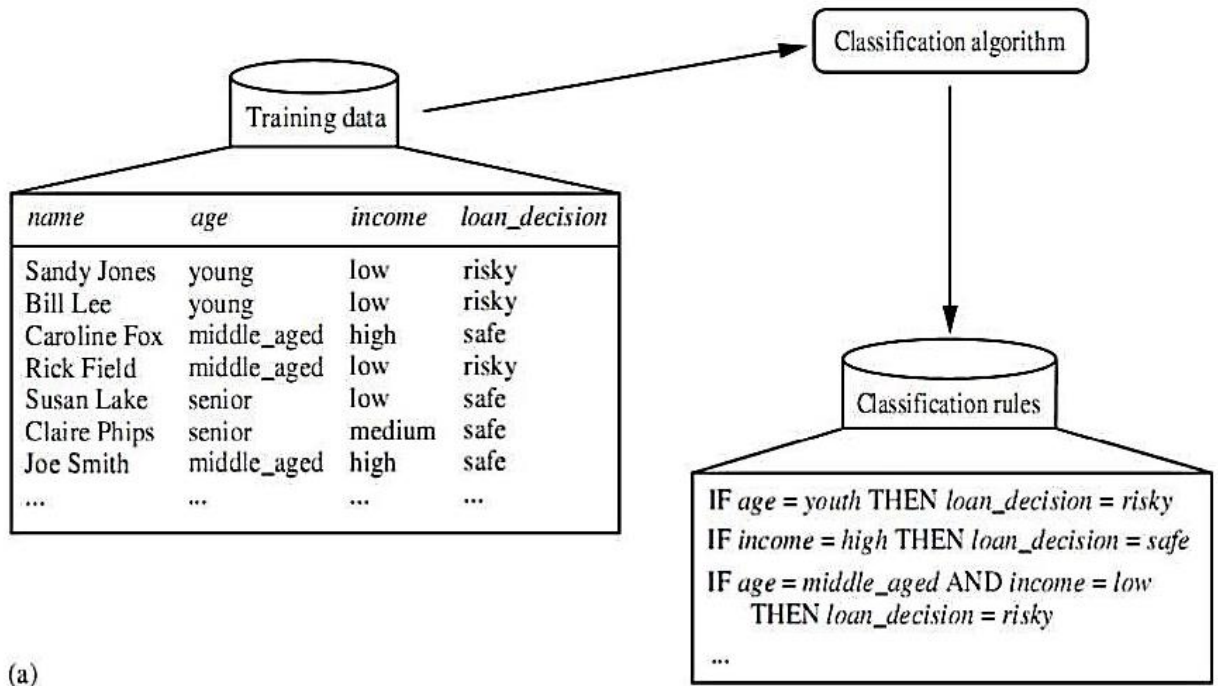 Classification algorithm
Training data
name age income loan_decision
Sandy Jones young low risky
Bill Lee young low risky
Caroline Fox middle_aged high safe
Rick Field middle_aged low risky
Susan Lake senior low safe
Claire Phips senior medium safe
Joe Smith middle_aged high safe
... ... ... ...
Classification rules
IF age = youth THEN loan_decision = risky
IF income = high THEN loan_decision = safe
IF age = middle_aged AND income = low
THEN loan_decision = risky
...
(a)